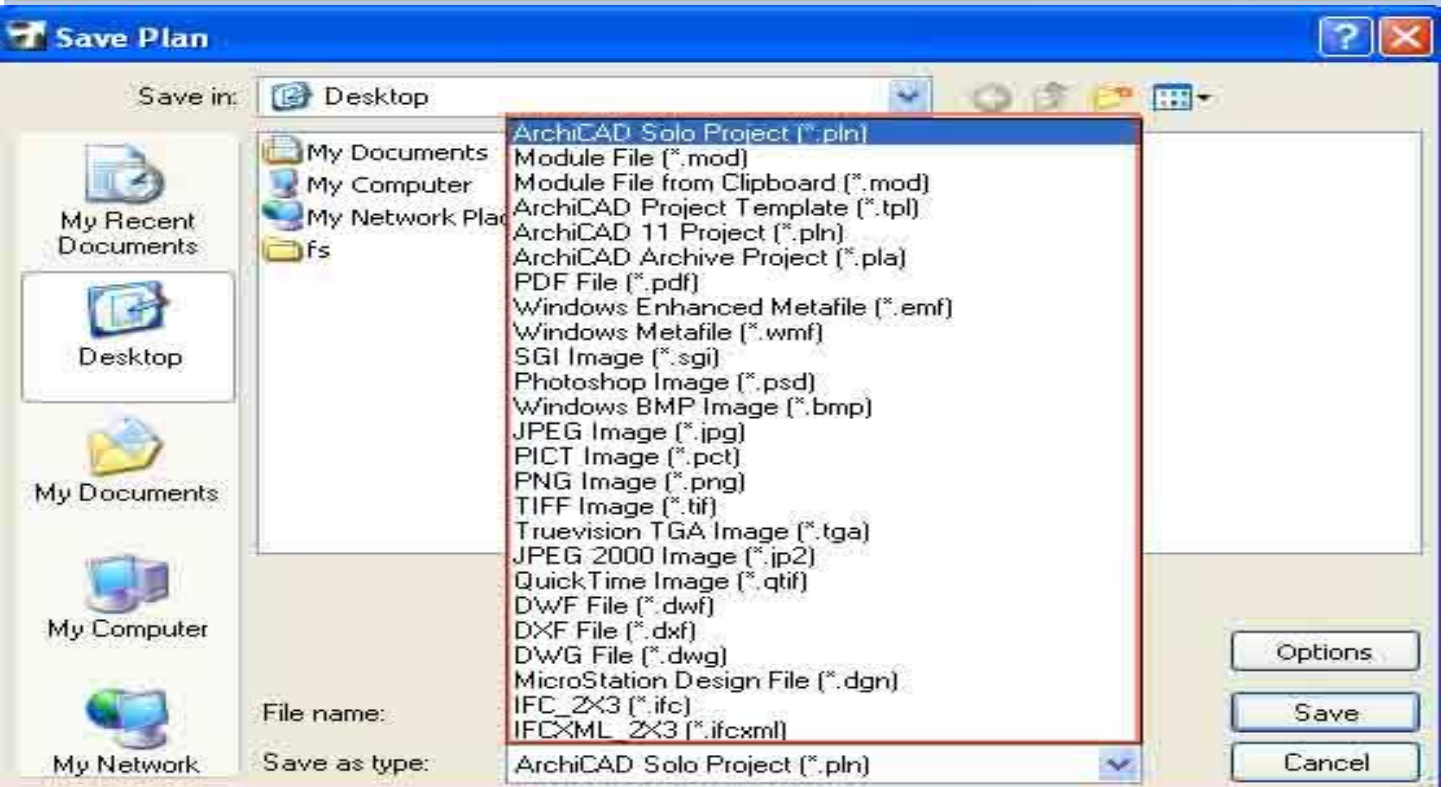 Save Plan
Save in: Desktop
My Recent
Documents
Desktop
My Documents
My Computer
My Network
My Documents
My Computer
My Network Plac
fs
ArchiCAD Solo Project (*.pln)
Module File (*.mod)
Module File from Clipboard (*.mod)
ArchiCAD Project Template (*.tpl)
ArchiCAD 11 Project (*.pln)
ArchiCAD Archive Project (*.pla)
PDF File (*.pdf)
Windows Enhanced Metafile (*.emf)
Windows Metafile (*.wmf)
SGI Image (*.sgi)
Photoshop Image (*.psd)
Windows BMP Image (*.bmp)
JPEG Image (*.jpg)
PICT Image (*.pct)
PNG Image (*.png)
TIFF Image (*.tif)
Truevision TGA Image (*.tga)
JPEG 2000 Image (*.jp2)
QuickTime Image (*.qtif)
DWF File (*.dwf)
DXF File (*.dxf)
DWG File (*.dwg)
MicroStation Design File (*.dgn)
IFC_2X3 (*.ifc)
IFCXML_2X3 (*.ifcxml)
File name:
Save as type: ArchiCAD Solo Project (*.pln)
Options
Save
Cancel